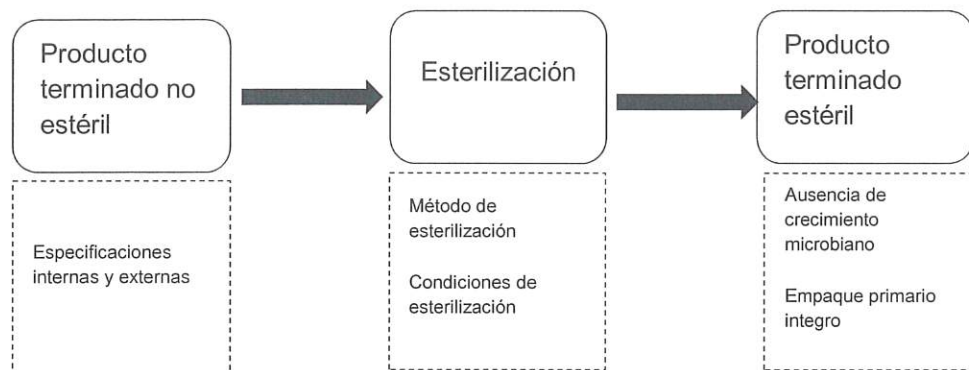 Producto
terminado no
estéril
Esterilización
Producto
terminado
estéril
Especificaciones
internas y externas
Método de
esterilización
Condiciones de
esterilización
Ausencia de
crecimiento
microbiano
Empaque primario
integro